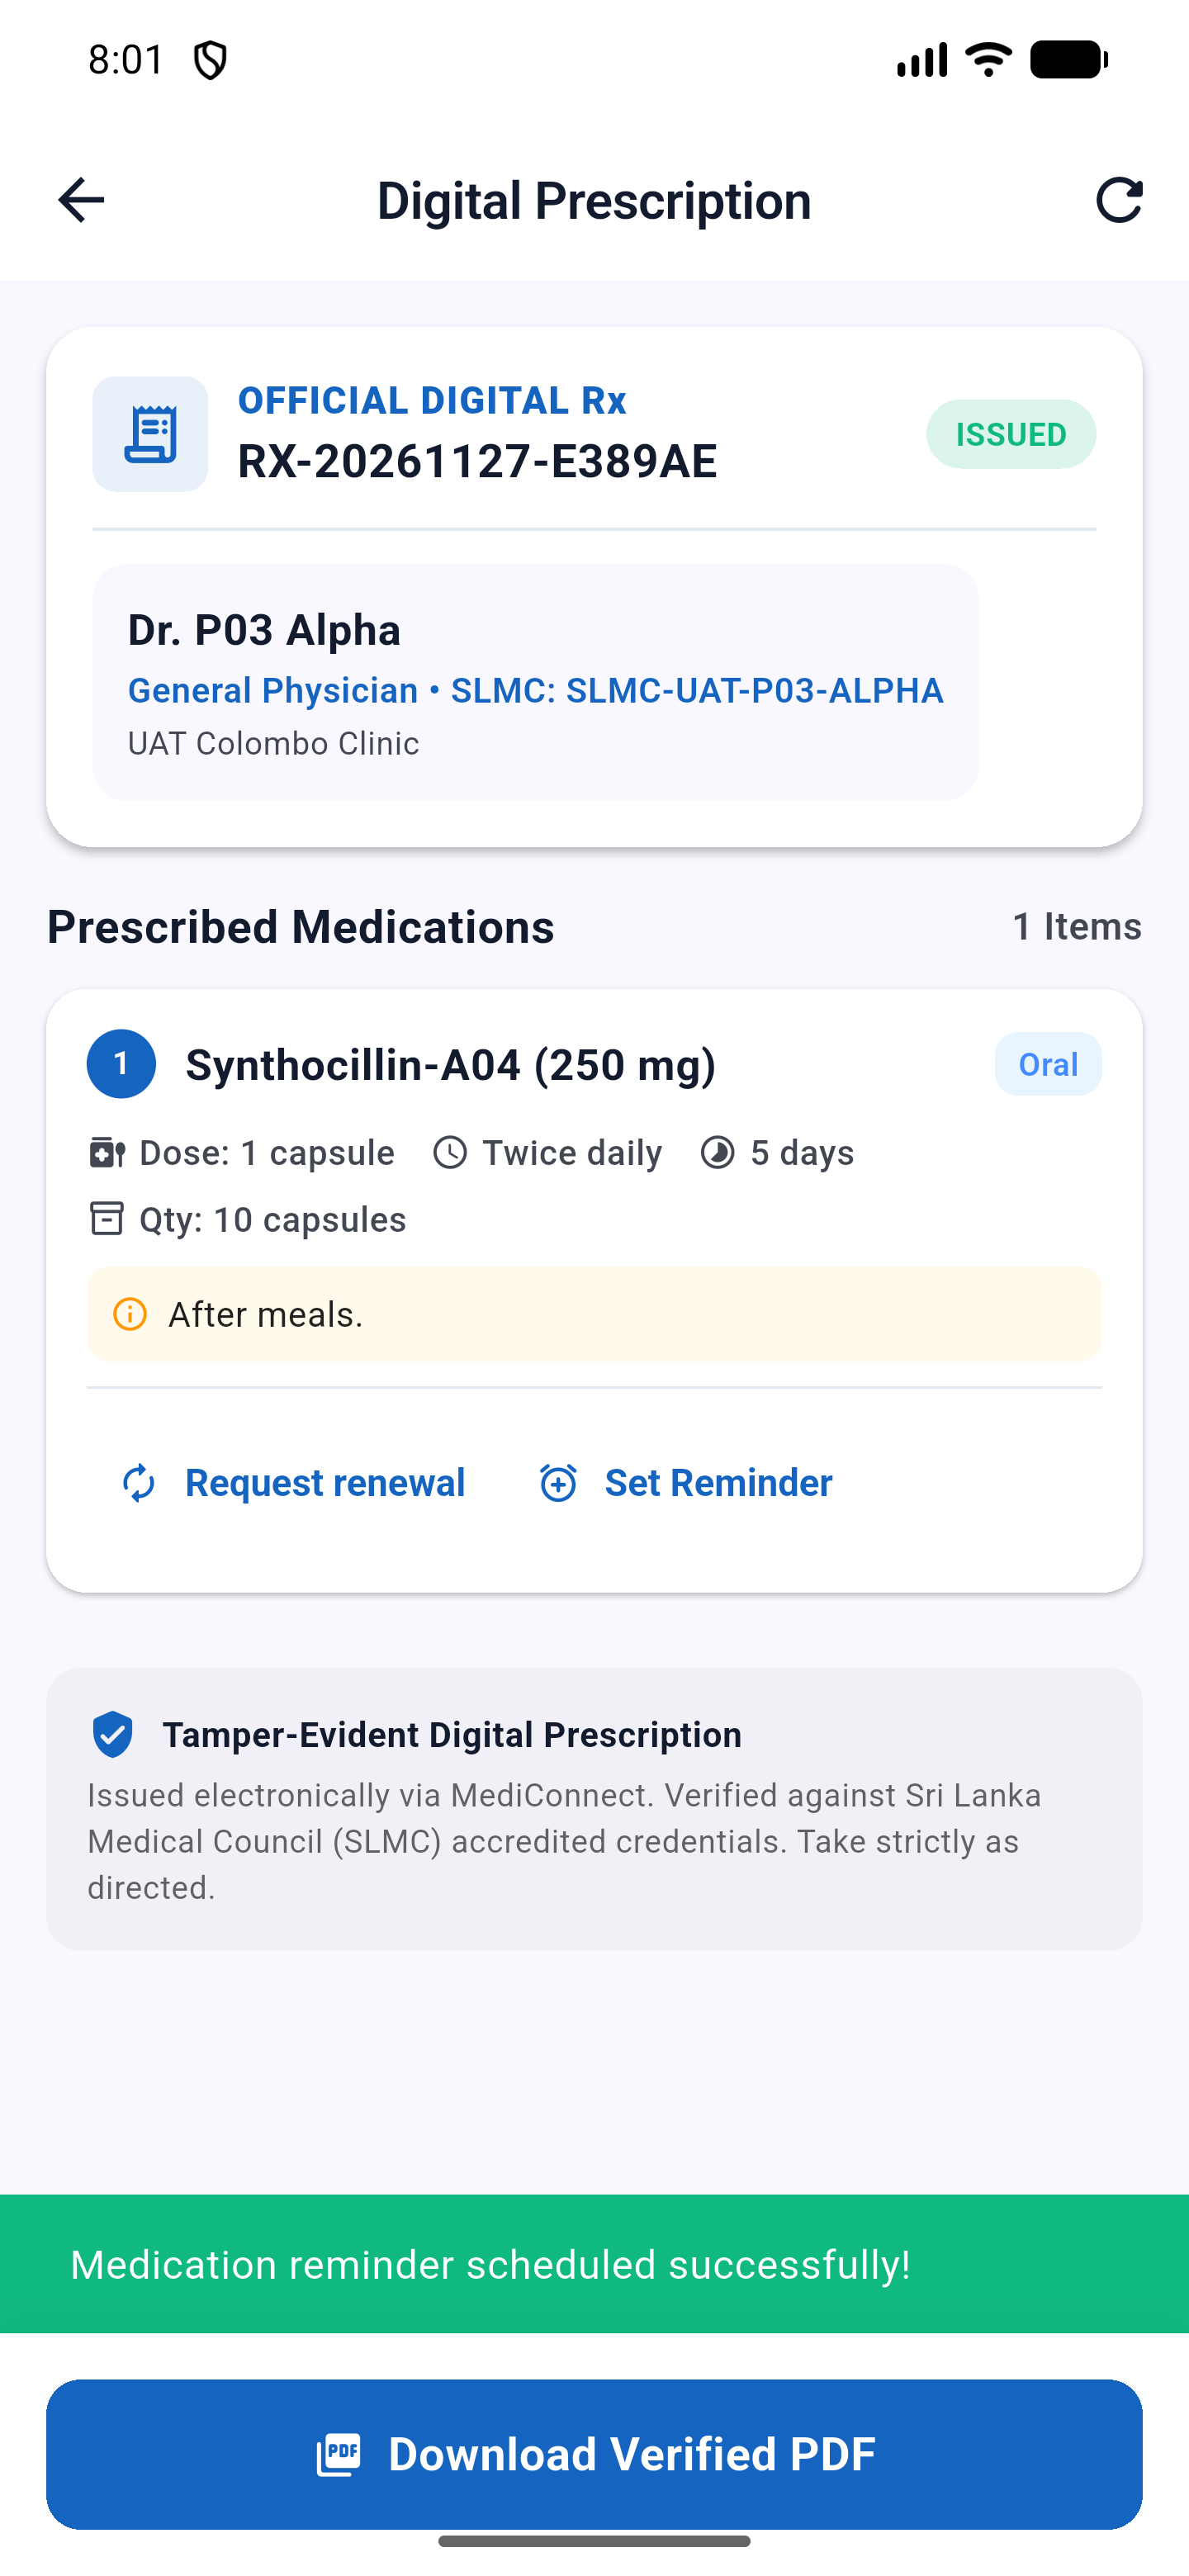 8:01
Digital Prescription
OFFICIAL DIGITAL Rx
RX-20261127-E389AE
ISSUED
Dr. P03 Alpha
General Physician • SLMC: SLMC-UAT-P03-ALPHA
UAT Colombo Clinic
Prescribed Medications
1 Items
1
Synthocillin-A04 (250 mg)
Oral
Dose: 1 capsule
Twice daily
5 days
Qty: 10 capsules
After meals.
Request renewal
Set Reminder
Tamper-Evident Digital Prescription
Issued electronically via MediConnect. Verified against Sri Lanka
Medical Council (SLMC) accredited credentials. Take strictly as
directed.
Medication reminder scheduled successfully!
PDF
Download Verified PDF